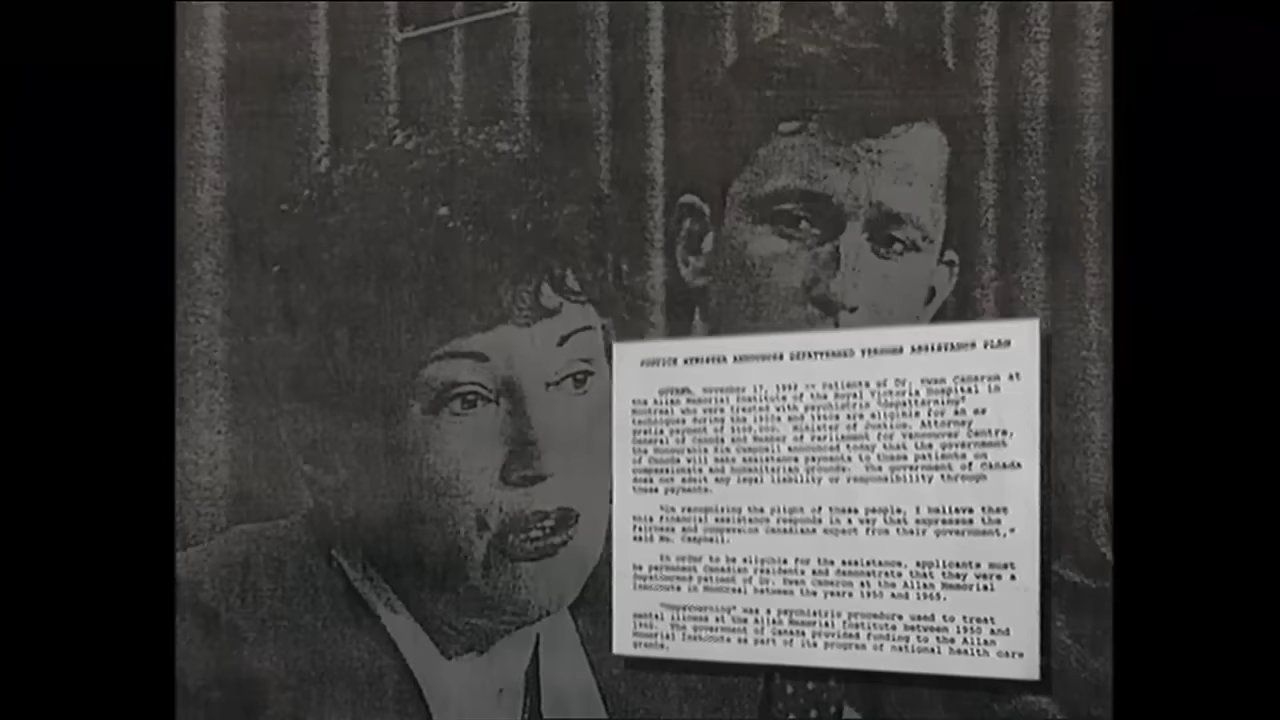 JUSTICE MINISTER ANNOUNCES DEPATTERNED PERSONS ASSISTANCE PLAN
OTTAWA, November 17, 1992 -- Patients of Dr. Ewan Cameron at
the Allan Memorial Institute of the Royal Victoria Hospital in
Montreal who were treated with psychiatric "depatterning"
techniques during the 1950s and 1960s are eligible for an ex
gratia payment of $100,000. Minister of Justice, Attorney
General of Canada and Member of Parliament for Vancouver Centre,
the Honourable Kim Campbell announced today that the government
of Canada will make assistance payments to these patients on
compassionate and humanitarian grounds. The government of Canada
does not admit any legal liability or responsibility through
these payments.
"In recognizing the plight of these people, I believe that
this financial assistance responds in a way that expresses the
fairness and compassion Canadians expect from their government,"
said Ms. Campbell.
In order to be eligible for the assistance, applicants must
be permanent Canadian residents and demonstrate that they were a
depatterned patient of Dr. Ewan Cameron at the Allan Memorial
Institute in Montreal between the years 1950 and 1965.
"Depatterning" was a psychiatric procedure used to treat
mental illness at the Allan Memorial Institute between 1950 and
1965. The government of Canada provided funding to the Allan
Memorial Institute as part of its program of national health care
grants.